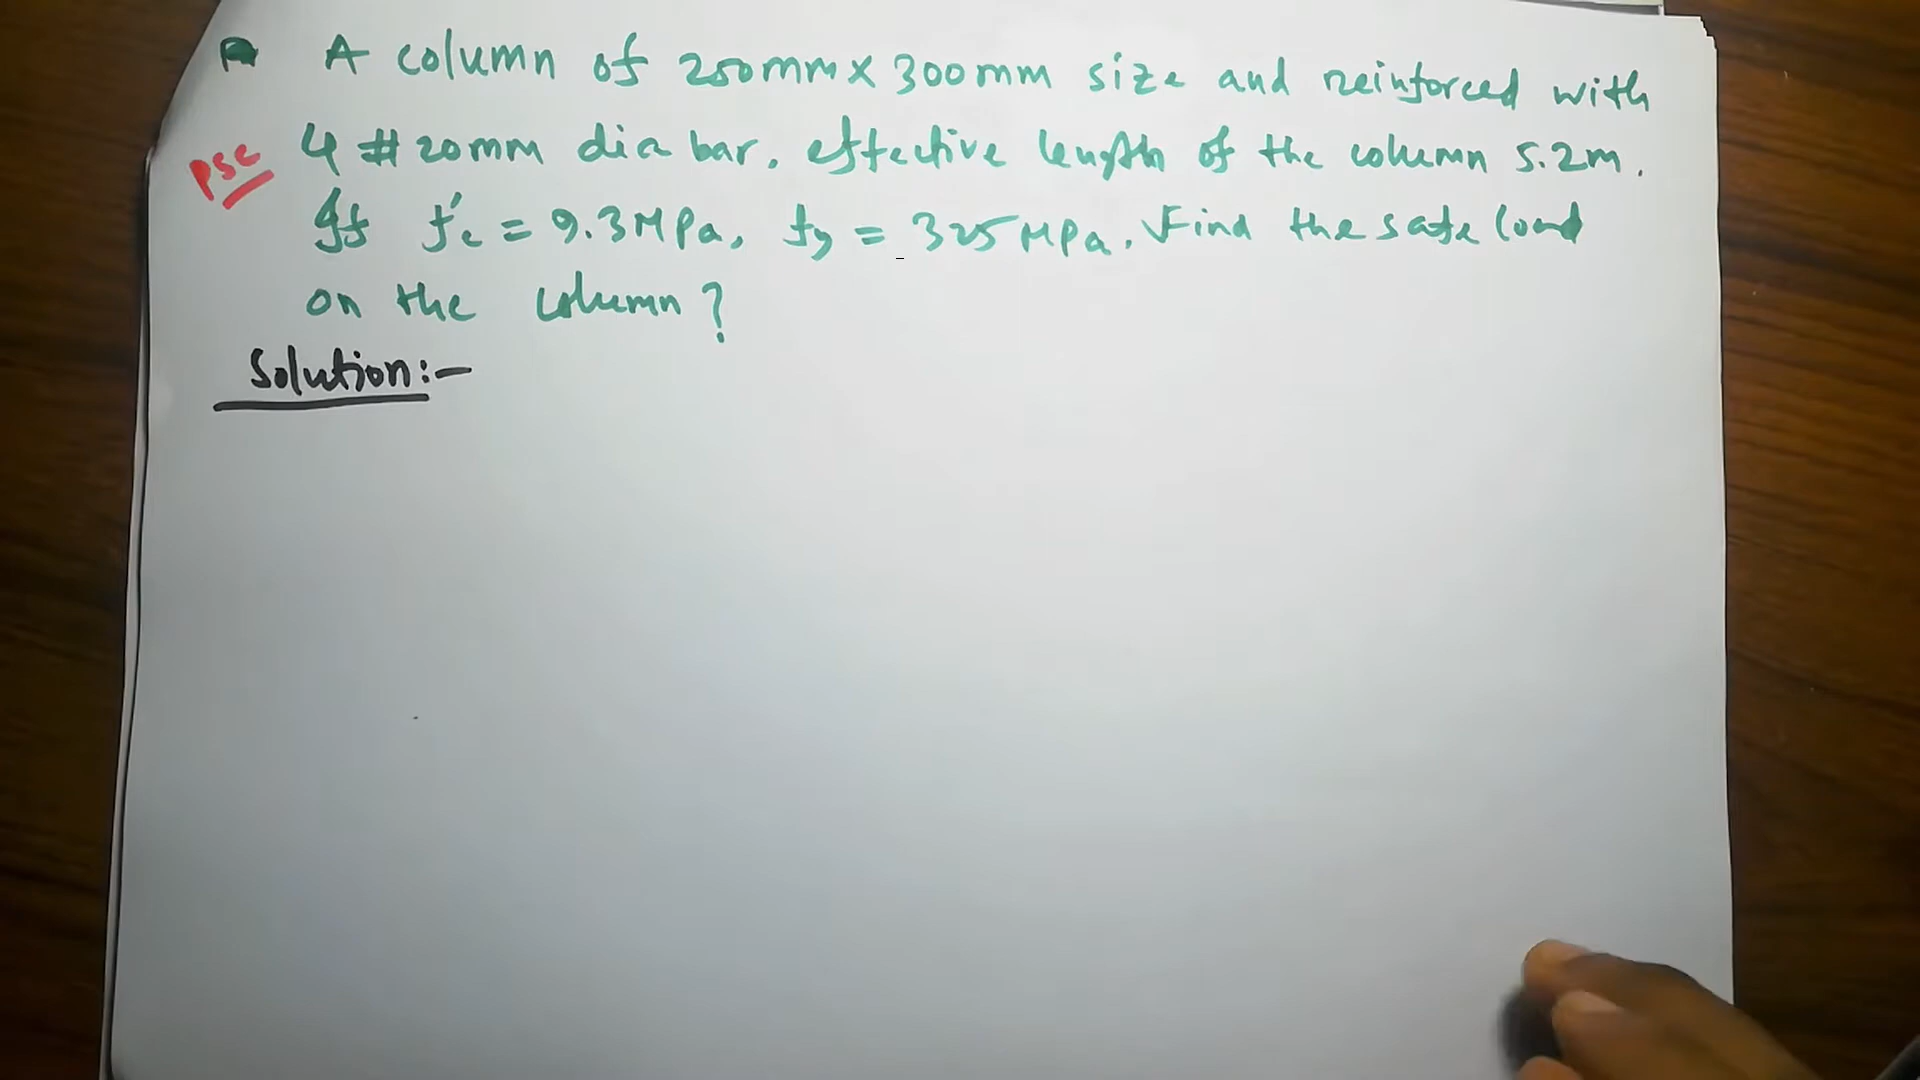 A column of 250mm x 300mm size and reinforced with
PSC
4 # 20mm dia bar. effective length of the column 5.2m.
If f'c = 9.3MPa, fy = 325 MPa. Find the safe load
on the column?
Solution:-